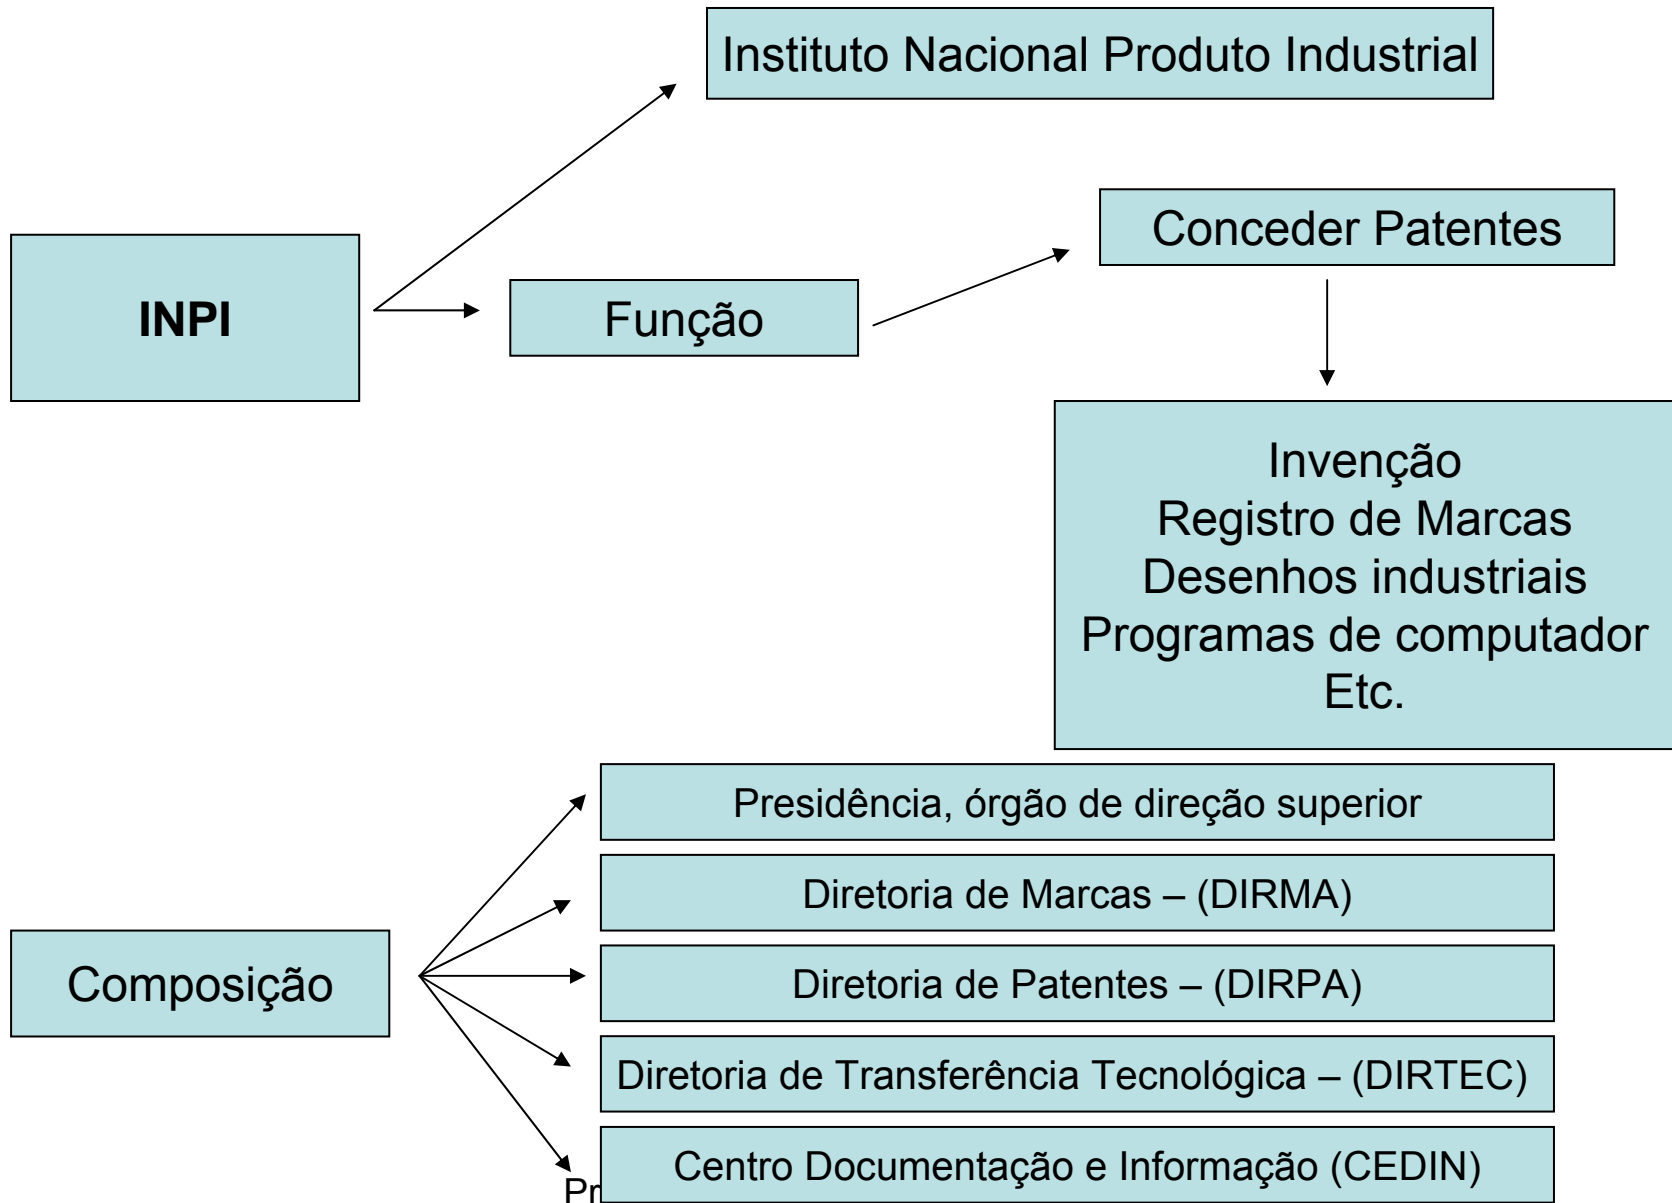 Instituto Nacional Produto Industrial
Conceder Patentes
INPI
Função
Invenção
Registro de Marcas
Desenhos industriais
Programas de computador
Etc.
Presidência, órgão de direção superior
Diretoria de Marcas – (DIRMA)
Composição
Diretoria de Patentes – (DIRPA)
Diretoria de Transferência Tecnológica – (DIRTEC)
Centro Documentação e Informação (CEDIN)
Pr